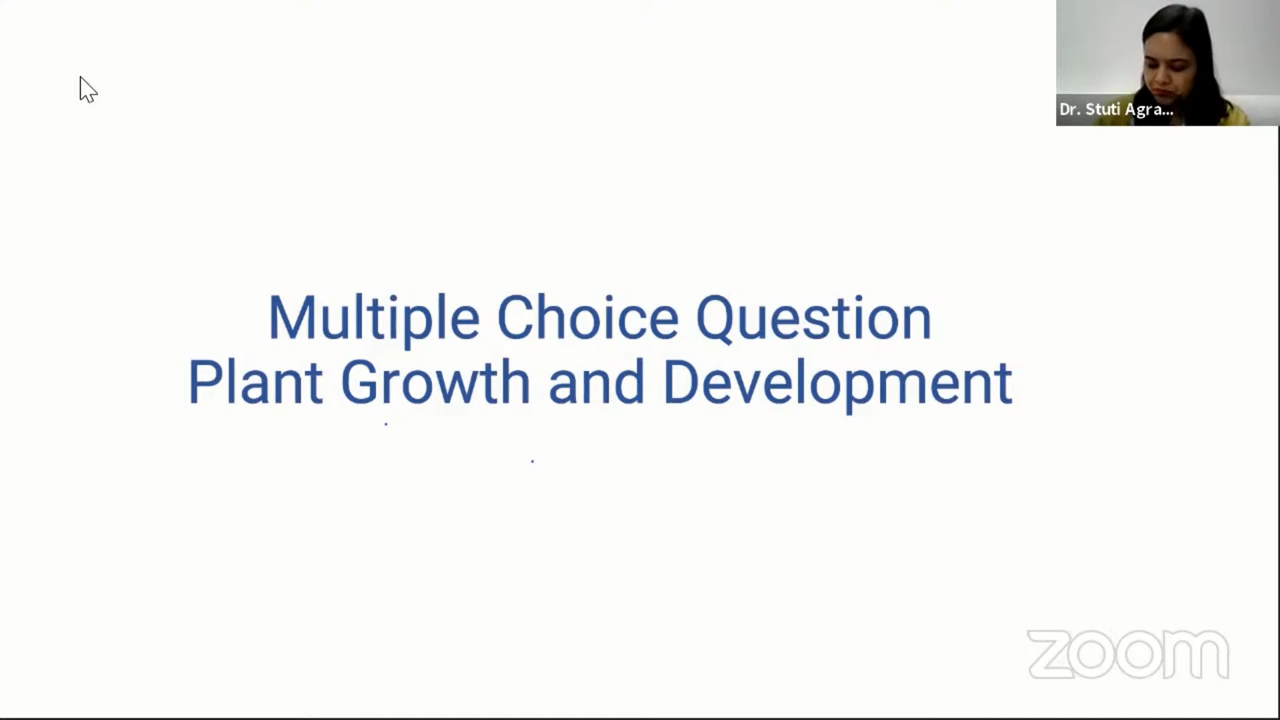 Dr. Stuti Agra...
Multiple Choice Question
Plant Growth and Development
zoom